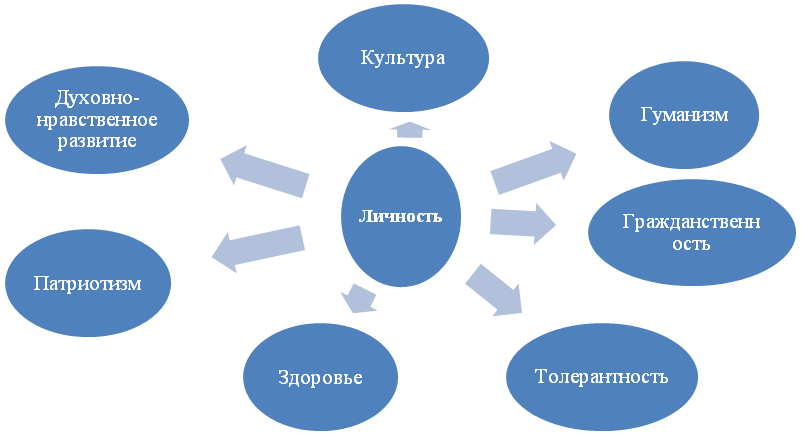 Культура
Духовно-
нравственное
развитие
Гуманизм
Личность
Гражданственн
ость
Патриотизм
Здоровье
Толерантность